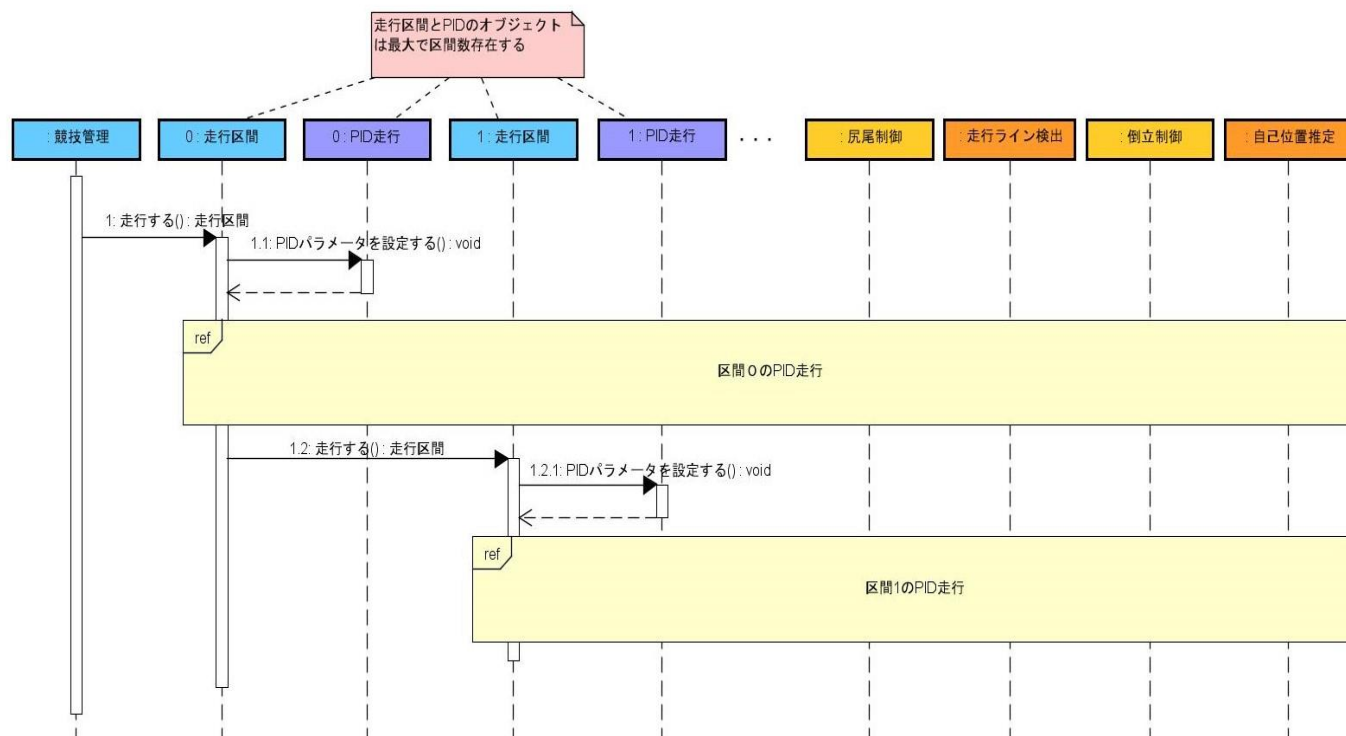 走行区間とPIDのオブジェクト
は最大で区間数存在する
: 競技管理
0 : 走行区間
0 : PID走行
1 : 走行区間
1 : PID走行
...
: 尻尾制御
: 走行ライン検出
: 倒立制御
: 自己位置推定
1: 走行する() : 走行区間
1.1: PIDパラメータを設定する() : void
ref
区間０のPID走行
1.2: 走行する() : 走行区間
1.2.1: PIDパラメータを設定する() : void
ref
区間1のPID走行